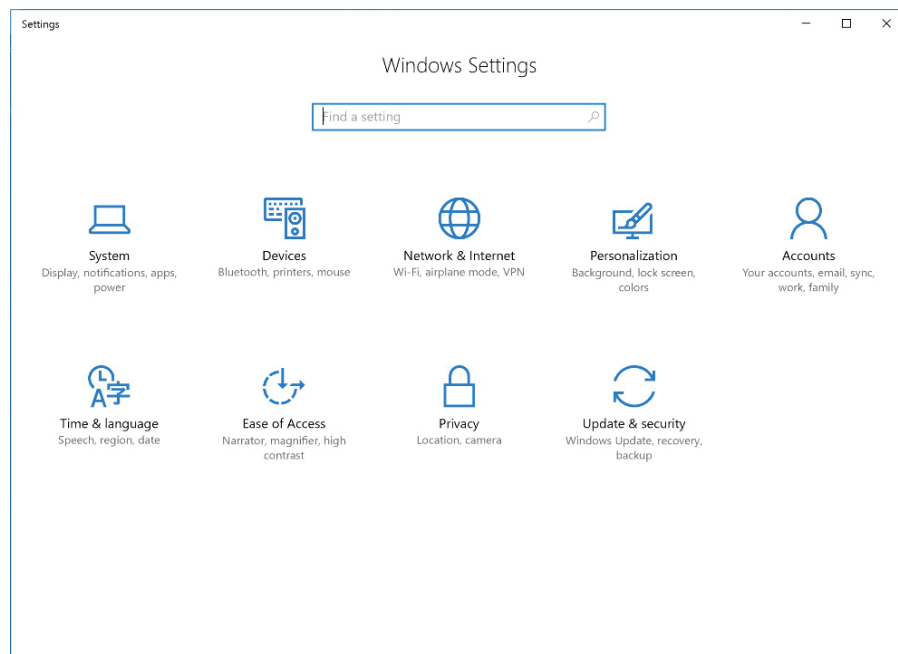 Settings
Windows Settings
Find a setting
System
Display, notifications, apps,
power
Devices
Bluetooth, printers, mouse
Network & Internet
Wi-Fi, airplane mode, VPN
Personalization
Background, lock screen,
colors
Accounts
Your accounts, email, sync,
work, family
A字
Time & language
Speech, region, date
Ease of Access
Narrator, magnifier, high
contrast
Privacy
Location, camera
Update & security
Windows Update, recovery,
backup